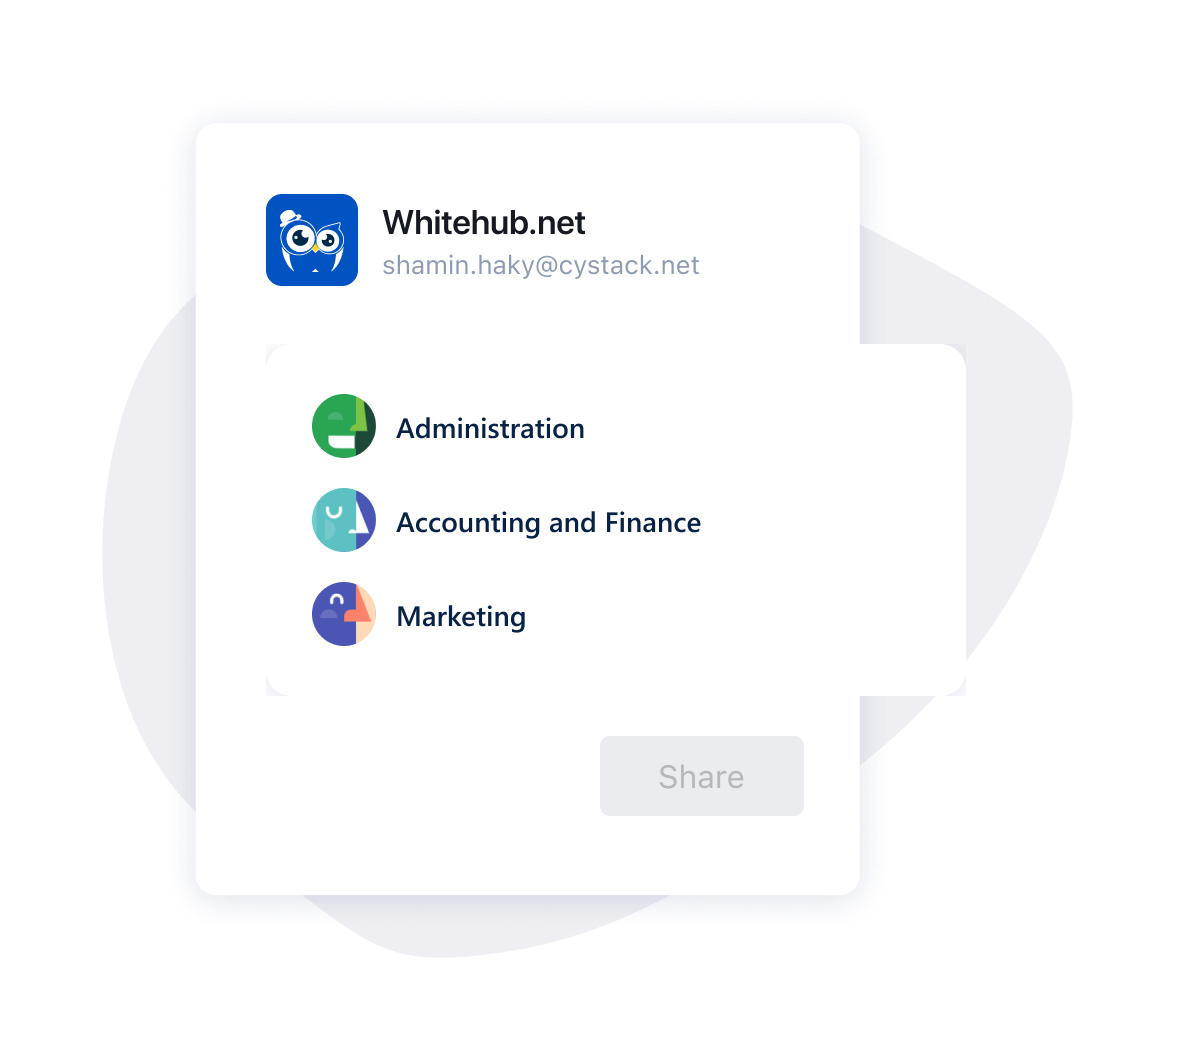 Whitehub.net
shamin.haky@cystack.net
Administration
Accounting and Finance
Marketing
Share